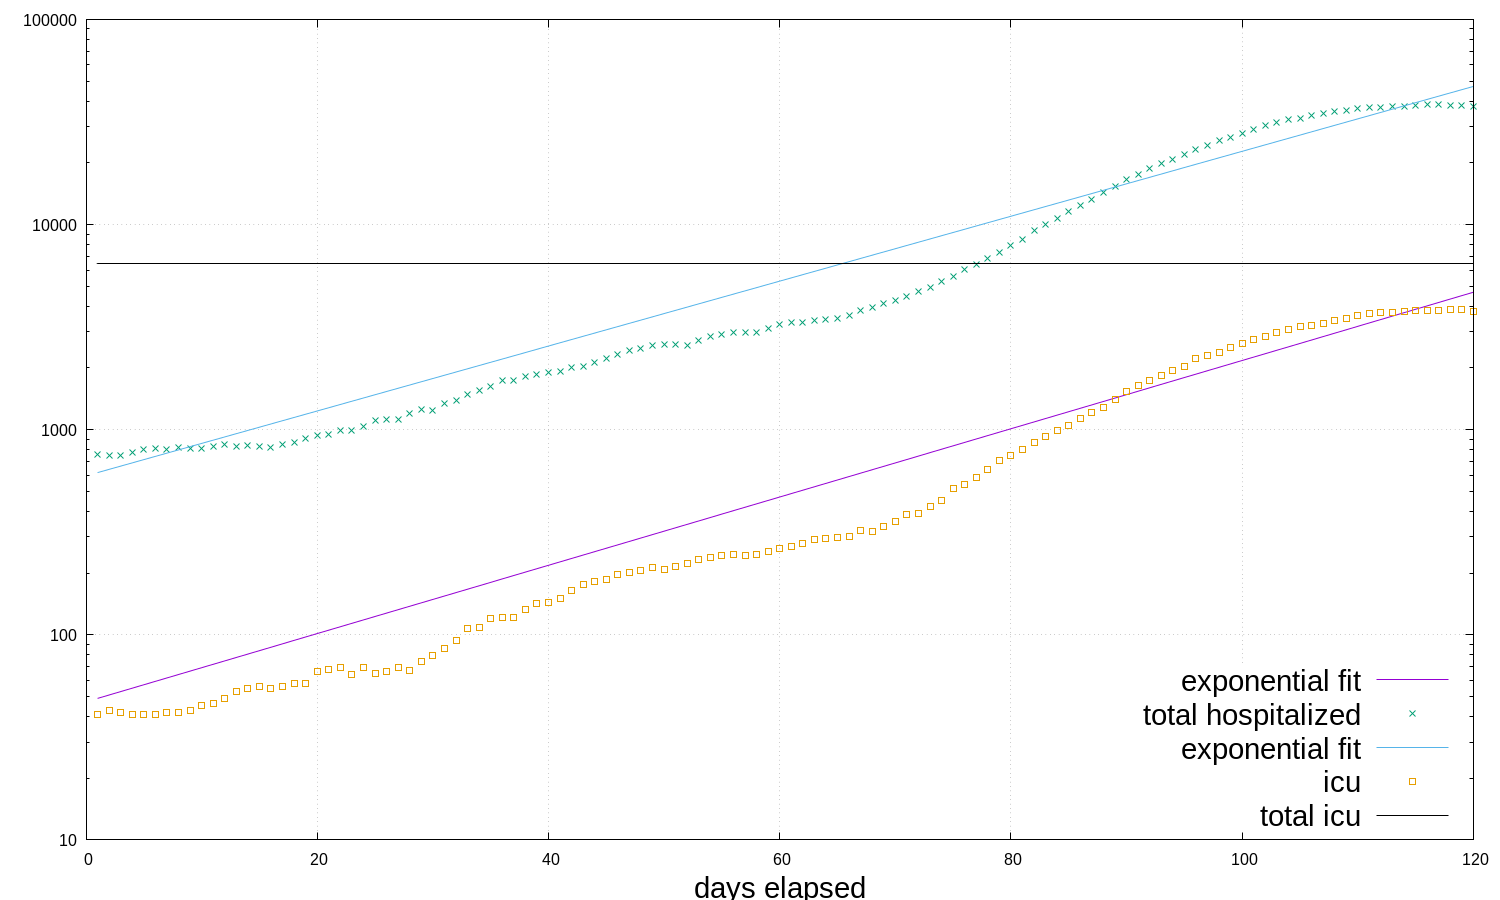 100000
10000
1000
100
10
0
20
40
60
80
100
120
days elapsed
exponential fit
total hospitalized
exponential fit
icu
total icu